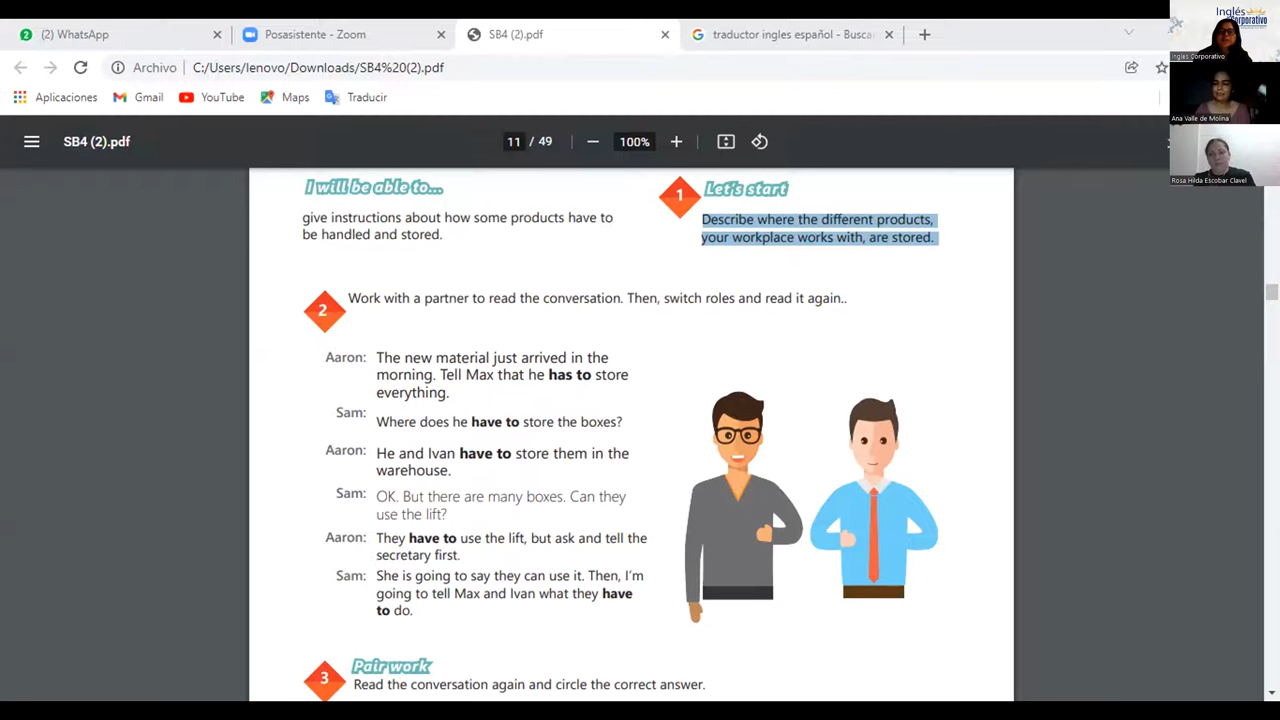 (2) WhatsApp
Posasistente - Zoom
SB4 (2).pdf
traductor ingles español - Busca
Archivo
C:/Users/lenovo/Downloads/SB4%20(2).pdf
Aplicaciones
Gmail
YouTube
Maps
Traducir
SB4 (2).pdf
11 / 49
100%
Inglés
Corporativo
Inglés Corporativo
Ana Valle de Molina
Rosa Hilda Escobar Clavel
I will be able to...
give instructions about how some products have to
be handled and stored.
1
Let's start
Describe where the different products,
your workplace works with, are stored.
2
Work with a partner to read the conversation. Then, switch roles and read it again..
Aaron: The new material just arrived in the
morning. Tell Max that he has to store
everything.
Sam: Where does he have to store the boxes?
Aaron: He and Ivan have to store them in the
warehouse.
Sam: OK. But there are many boxes. Can they
use the lift?
Aaron: They have to use the lift, but ask and tell the
secretary first.
Sam: She is going to say they can use it. Then, I'm
going to tell Max and Ivan what they have
to do.
3
Pair work
Read the conversation again and circle the correct answer.